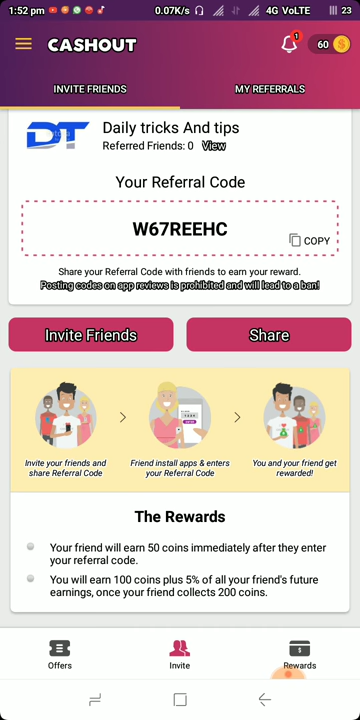 1:52 pm
0.07K/s
4G VoLTE
23
CASHOUT
1
60
INVITE FRIENDS
MY REFERRALS
DT
Daily tricks And tips
Referred Friends: 0 View
Your Referral Code
W67REEHC
COPY
Share your Referral Code with friends to earn your reward.
Posting codes on app reviews is prohibited and will lead to a ban!
Invite Friends
Share
Invite your friends and
share Referral Code
Friend install apps & enters
your Referral Code
You and your friend get
rewarded!
The Rewards
Your friend will earn 50 coins immediately after they enter
your referral code.
You will earn 100 coins plus 5% of all your friend's future
earnings, once your friend collects 200 coins.
Offers
Invite
Rewards